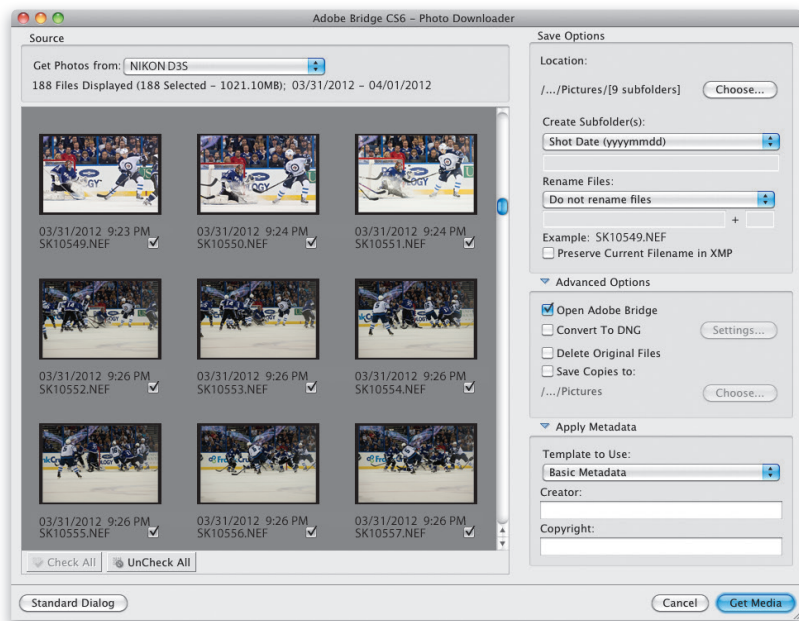 Adobe Bridge CS6 – Photo Downloader
Source
Get Photos from: NIKON D3S
188 Files Displayed (188 Selected – 1021.10MB); 03/31/2012 – 04/01/2012
03/31/2012 9:23 PM
SK10549.NEF
03/31/2012 9:24 PM
SK10550.NEF
03/31/2012 9:24 PM
SK10551.NEF
03/31/2012 9:26 PM
SK10552.NEF
03/31/2012 9:26 PM
SK10553.NEF
03/31/2012 9:26 PM
SK10554.NEF
03/31/2012 9:26 PM
SK10555.NEF
03/31/2012 9:26 PM
SK10556.NEF
03/31/2012 9:26 PM
SK10557.NEF
Check All
UnCheck All
Standard Dialog
Save Options
Location:
/.../Pictures/[9 subfolders]
Choose...
Create Subfolder(s):
Shot Date (yyyymmdd)
Rename Files:
Do not rename files
+
Example: SK10549.NEF
Preserve Current Filename in XMP
Advanced Options
Open Adobe Bridge
Convert To DNG
Settings...
Delete Original Files
Save Copies to:
/.../Pictures
Choose...
Apply Metadata
Template to Use:
Basic Metadata
Creator:
Copyright:
Cancel
Get Media